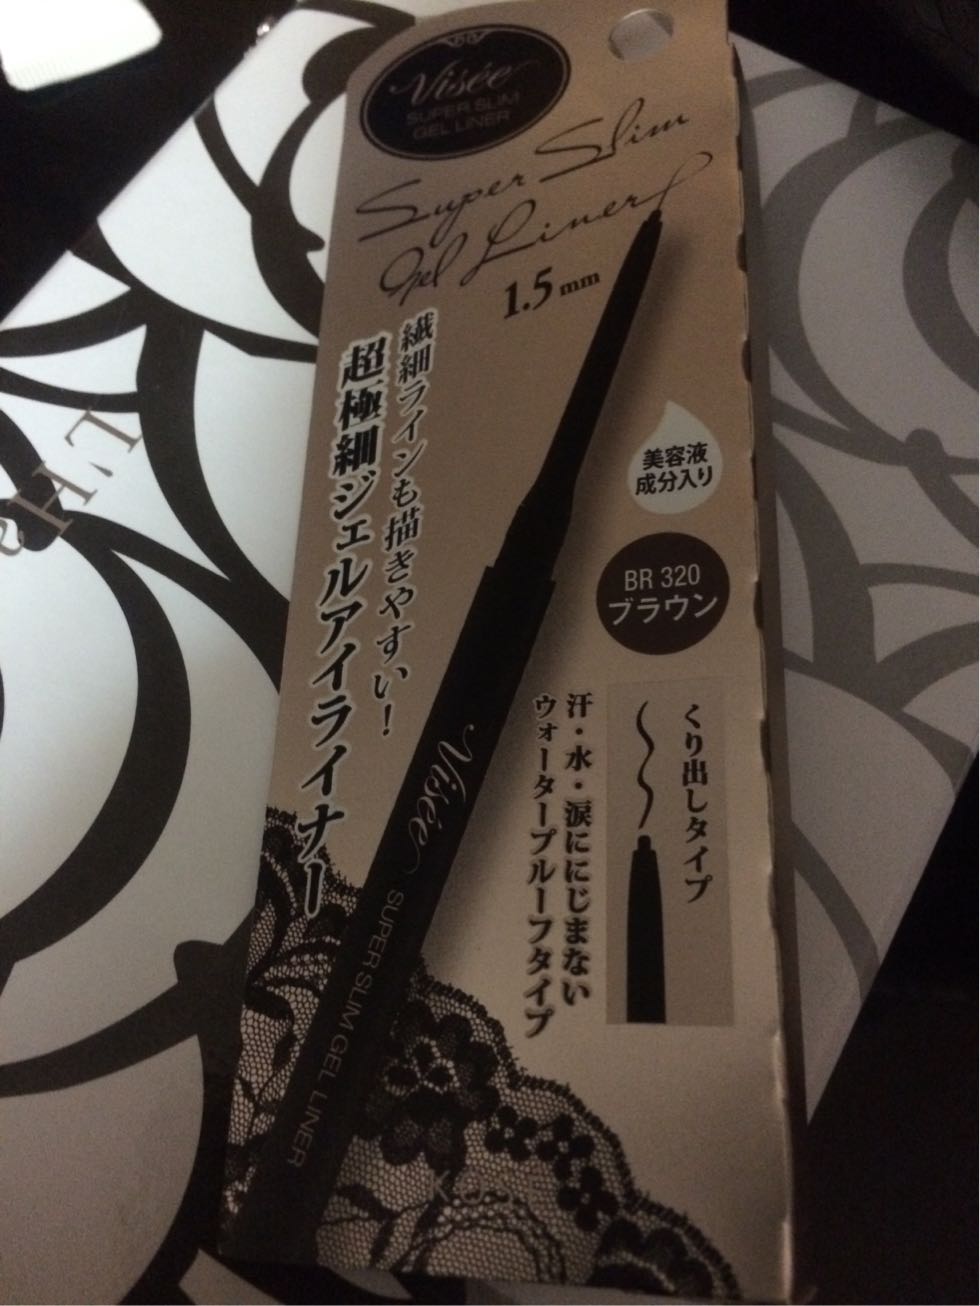 Visée
SUPER SLIM
GEL LINER
Super Slim
Gel Liner
1.5mm
繊細ラインも描きやすい!
超極細ジェルアイライナー
美容液
成分入り
BR 320
ブラウン
くり出しタイプ
汗・水・涙ににじまない
ウォータープルーフタイプ
Visée SUPER SLIM GEL LINER